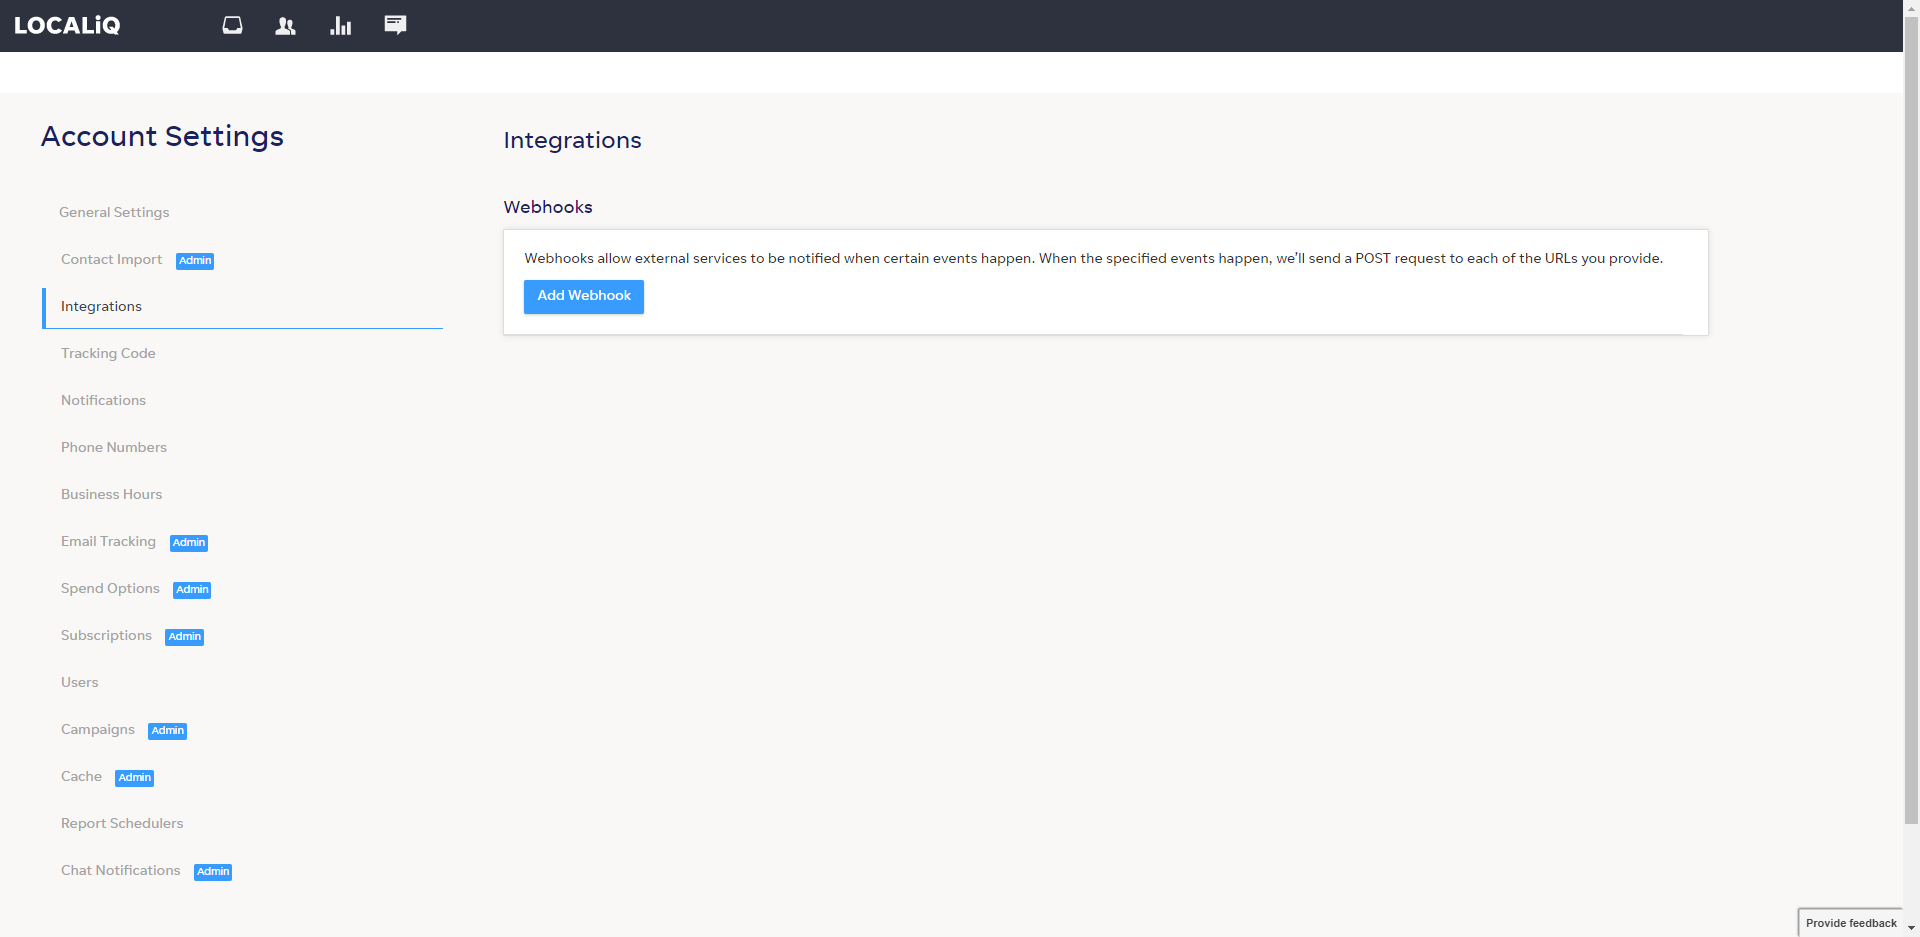 LOCALiQ
Account Settings
General Settings
Contact Import Admin
Integrations
Tracking Code
Notifications
Phone Numbers
Business Hours
Email Tracking Admin
Spend Options Admin
Subscriptions Admin
Users
Campaigns Admin
Cache Admin
Report Schedulers
Chat Notifications Admin
Integrations
Webhooks
Webhooks allow external services to be notified when certain events happen. When the specified events happen, we'll send a POST request to each of the URLs you provide.
Add Webhook
Provide feedback